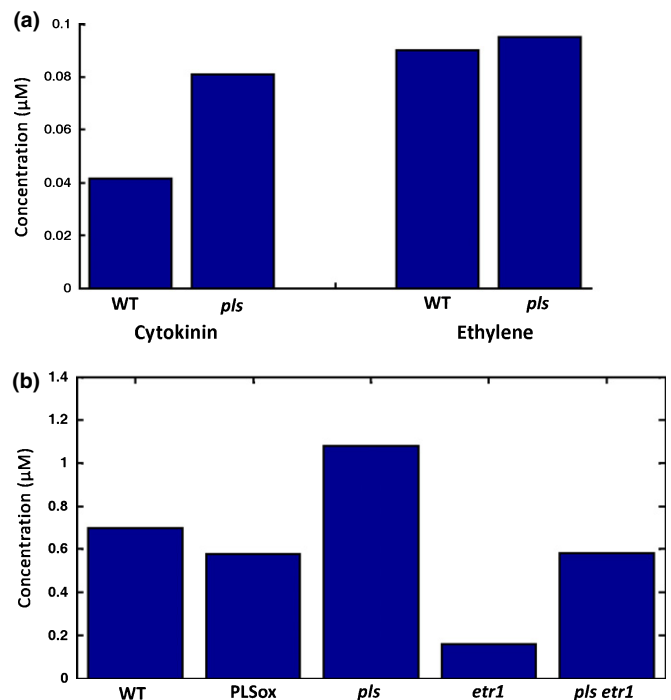 (a)
0.1
0.08
0.06
0.04
0.02
0
Concentration (µM)
WT pls WT pls
Cytokinin Ethylene
(b)
1.4
1.2
1
0.8
0.6
0.4
0.2
0
Concentration (µM)
WT PLSox pls etr1 pls etr1